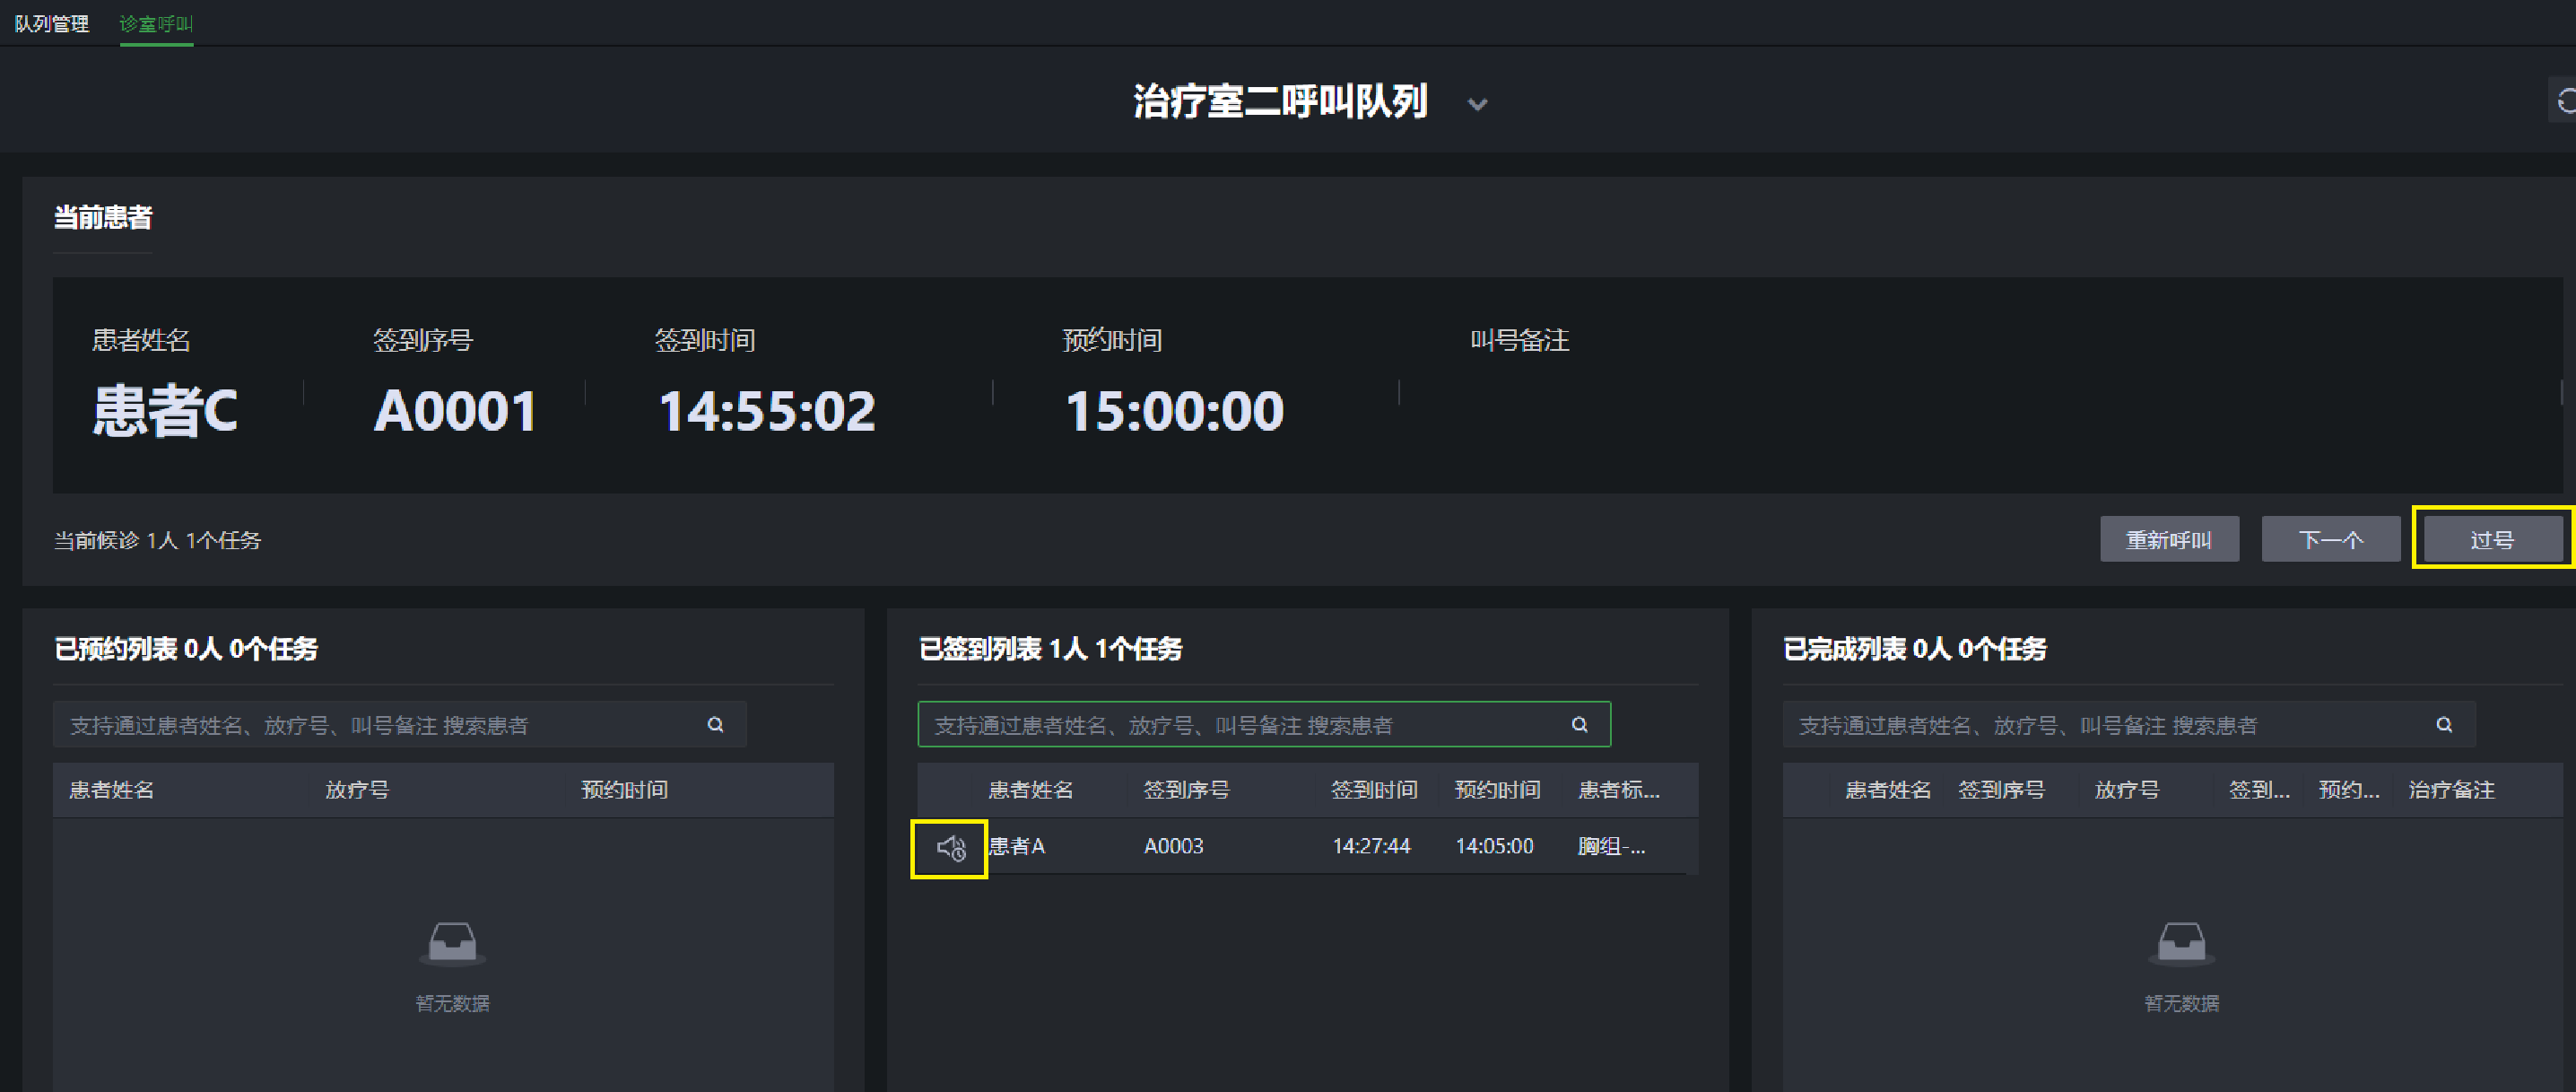 队列管理 诊室呼叫
治疗室二呼叫队列
当前患者
患者姓名 签到序号 签到时间 预约时间 叫号备注
患者C A0001 14:55:02 15:00:00
当前候诊 1人 1个任务 重新呼叫 下一个 过号
已预约列表 0人 0个任务
支持通过患者姓名、放疗号、叫号备注 搜索患者
患者姓名 放疗号 预约时间
暂无数据
已签到列表 1人 1个任务
支持通过患者姓名、放疗号、叫号备注 搜索患者
患者姓名 签到序号 签到时间 预约时间 患者标...
患者A A0003 14:27:44 14:05:00 胸组-...
已完成列表 0人 0个任务
支持通过患者姓名、放疗号、叫号备注 搜索患者
患者姓名 签到序号 放疗号 签到... 预约... 治疗备注
暂无数据